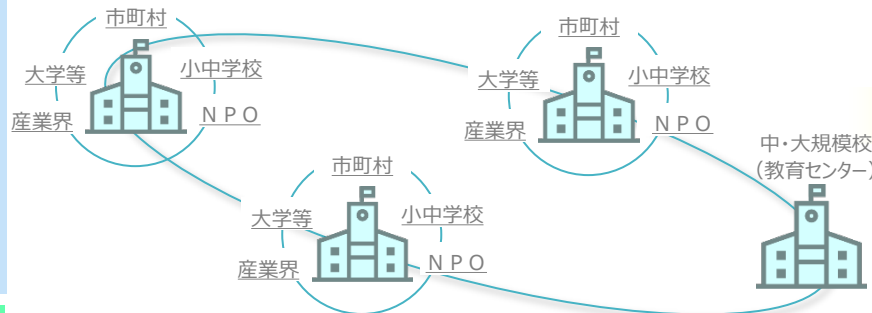 市町村
大学等
小中学校
産業界
ＮＰＯ
市町村
大学等
小中学校
産業界
ＮＰＯ
市町村
大学等
小中学校
産業界
ＮＰＯ
中・大規模校
（教育センター）